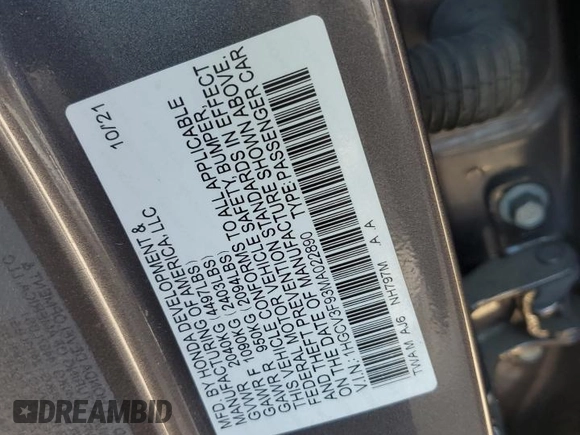 10/21
MFD. BY HONDA DEVELOPMENT &
MANUFACTURING OF AMERICA, LLC
GVWR 2040KG (4497LBS)
GAWR F 1090KG (2403LBS)
GAWR R 950KG (2094LBS)
THIS VEHICLE CONFORMS TO ALL APPLICABLE
FEDERAL MOTOR VEHICLE SAFETY, BUMPER,
AND THEFT PREVENTION STANDARDS IN EFFECT
ON THE DATE OF MANUFACTURE SHOWN ABOVE.
V.I.N.: 1HGCV3F93MA022890 TYPE: PASSENGER CAR
TWAM AJ6 NH797M A A
DREAMBID